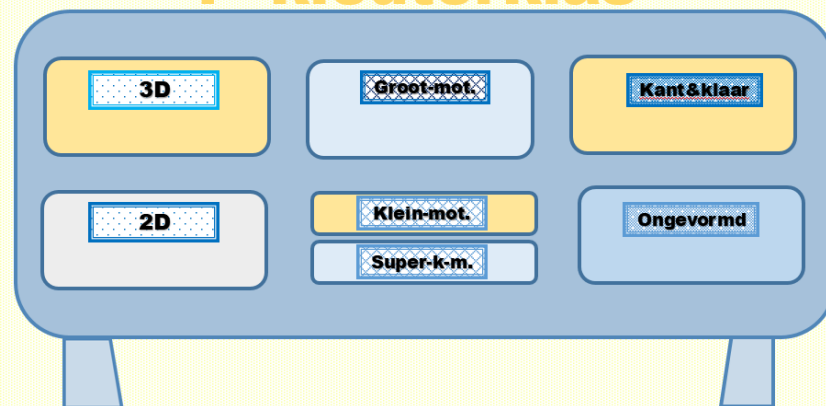 3D
Groot-mot.
Kant&klaar
2D
Klein-mot.
Ongevormd
Super-k-m.